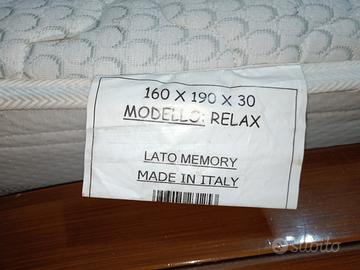 160 X 190 X 30
MODELLO: RELAX
LATO MEMORY
MADE IN ITALY
subito